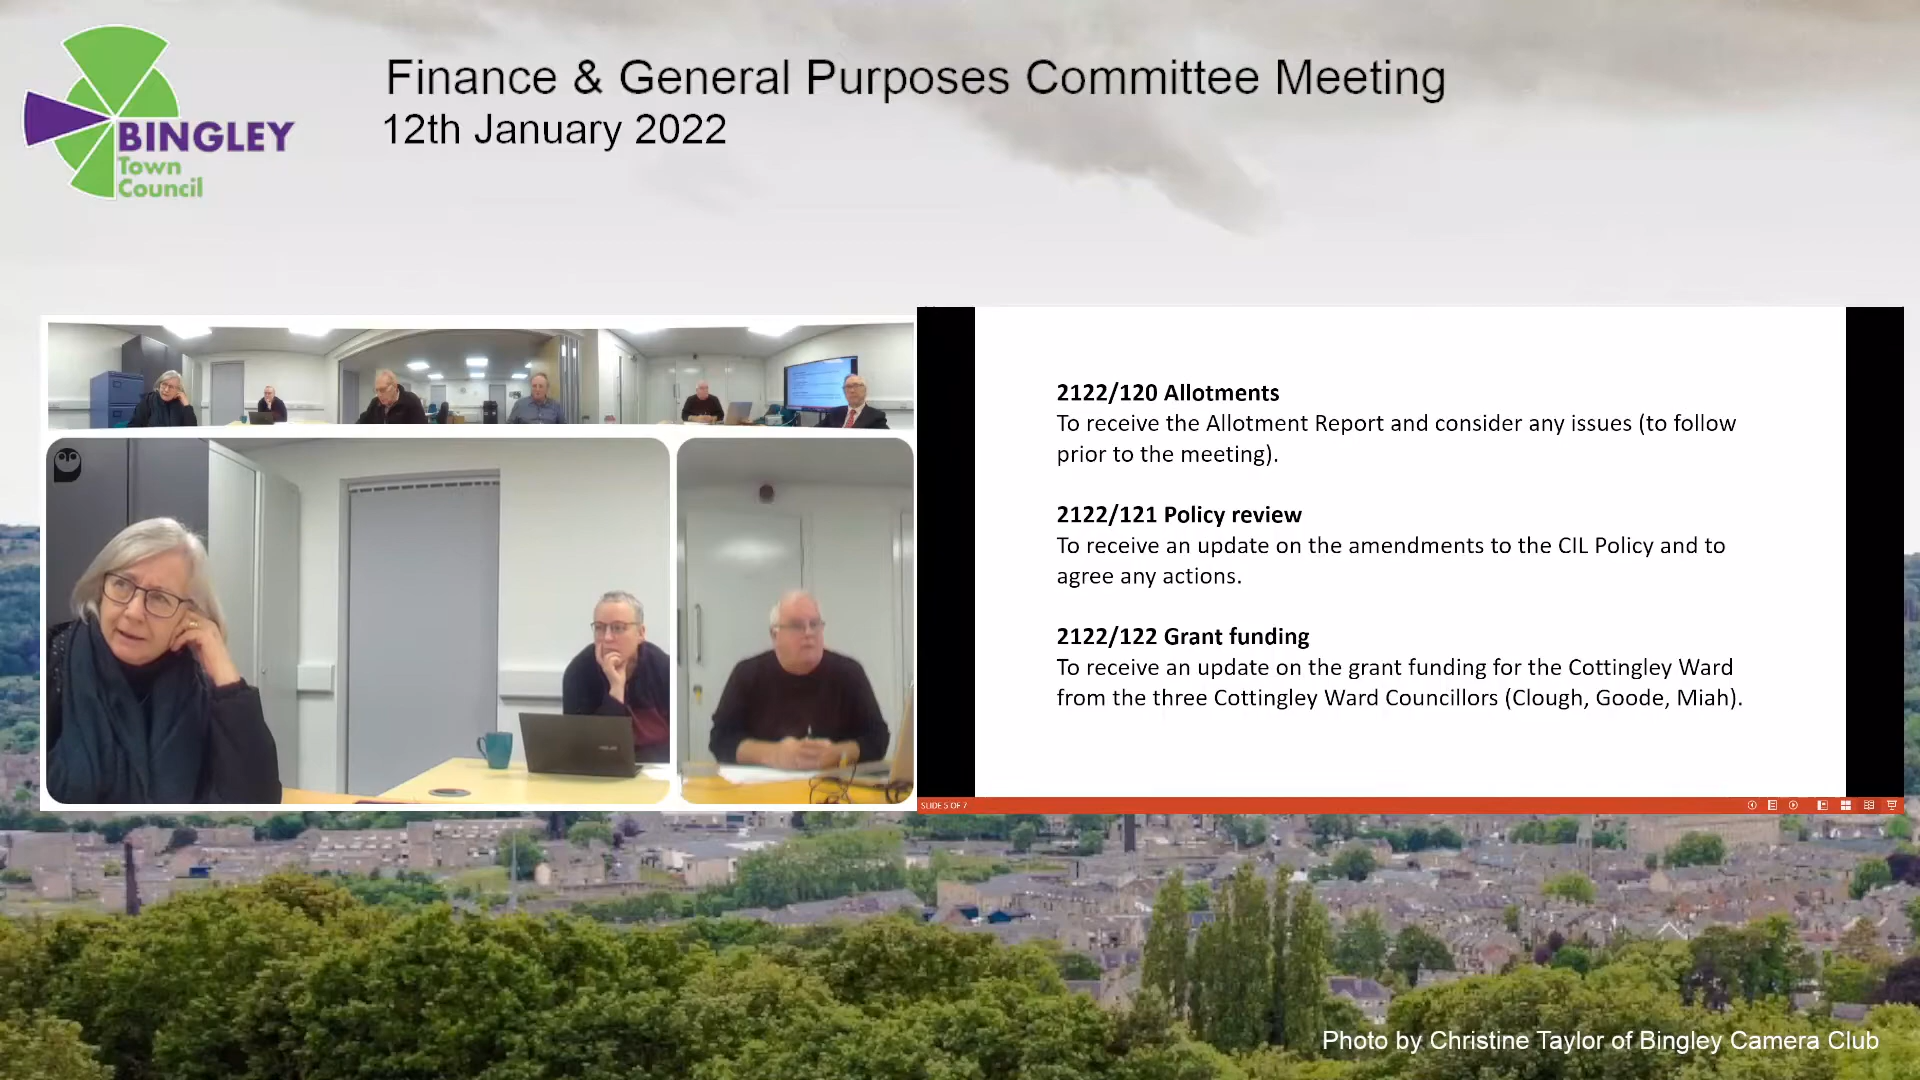 BINGLEY
Town
Council
Finance & General Purposes Committee Meeting
12th January 2022
2122/120 Allotments
To receive the Allotment Report and consider any issues (to follow
prior to the meeting).
2122/121 Policy review
To receive an update on the amendments to the CIL Policy and to
agree any actions.
2122/122 Grant funding
To receive an update on the grant funding for the Cottingley Ward
from the three Cottingley Ward Councillors (Clough, Goode, Miah).
SLIDE 5 OF 7
Photo by Christine Taylor of Bingley Camera Club